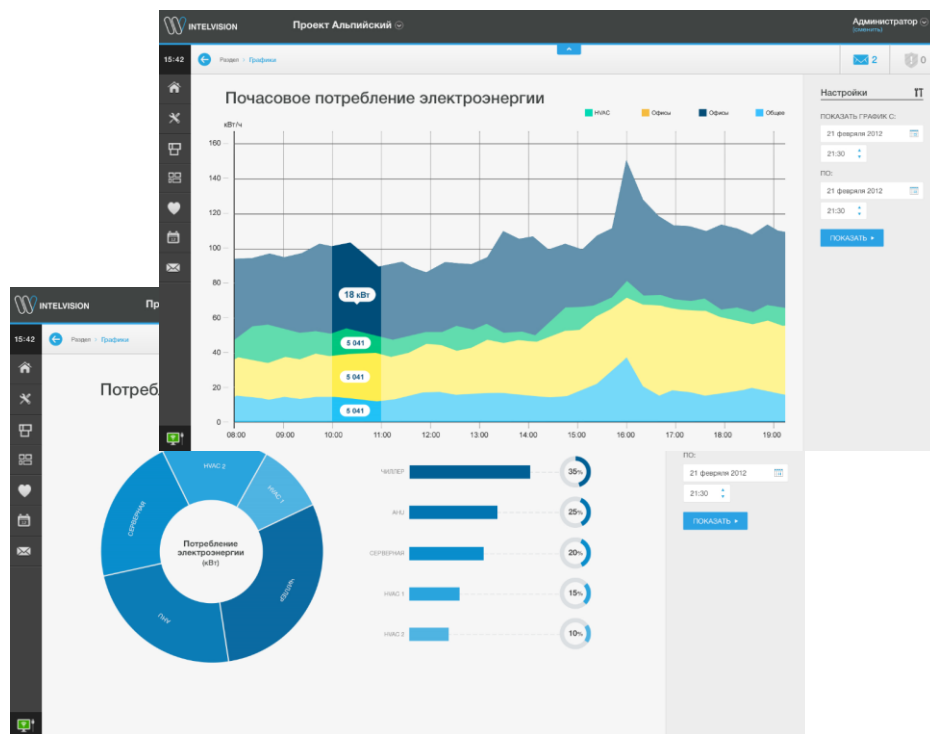 INTELVISION
Проект Альпийский
Администратор
(сменить)
15:42
Раздел > Графики
2
0
Почасовое потребление электроэнергии
HVAC
Офисы
Офисы
Общее
кВт/ч
160
140
120
100
80
60
40
20
0
18 кВт
5 041
5 041
5 041
08:00 09:00 10:00 11:00 12:00 13:00 14:00 15:00 16:00 17:00 18:00 19:00
Настройки
ПОКАЗАТЬ ГРАФИК С:
21 февраля 2012
21:30
ПО:
21 февраля 2012
21:30
ПОКАЗАТЬ
INTELVISION
Пр
15:42
Раздел > Графики
Потреб
HVAC 2
HVAC 1
СЕРВЕРНАЯ
ЧИЛЛЕР
AHU
Потребление
электроэнергии
(кВт)
ЧИЛЛЕР 35%
AHU 25%
СЕРВЕРНАЯ 20%
HVAC 1 15%
HVAC 2 10%
ПО:
21 февраля 2012
21:30
ПОКАЗАТЬ